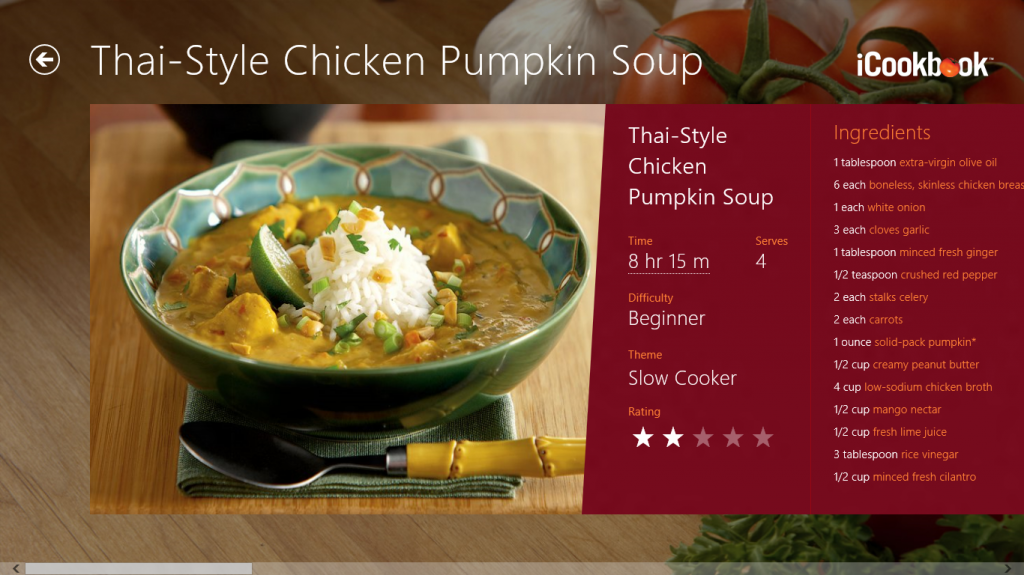 Thai-Style Chicken Pumpkin Soup
iCookbook™
Thai-Style
Chicken
Pumpkin Soup
Time
8 hr 15 m
Serves
4
Difficulty
Beginner
Theme
Slow Cooker
Rating
Ingredients
1 tablespoon extra-virgin olive oil
6 each boneless, skinless chicken breas
1 each white onion
3 each cloves garlic
1 tablespoon minced fresh ginger
1/2 teaspoon crushed red pepper
2 each stalks celery
2 each carrots
1 ounce solid-pack pumpkin*
1/2 cup creamy peanut butter
4 cup low-sodium chicken broth
1/2 cup mango nectar
1/2 cup fresh lime juice
3 tablespoon rice vinegar
1/2 cup minced fresh cilantro